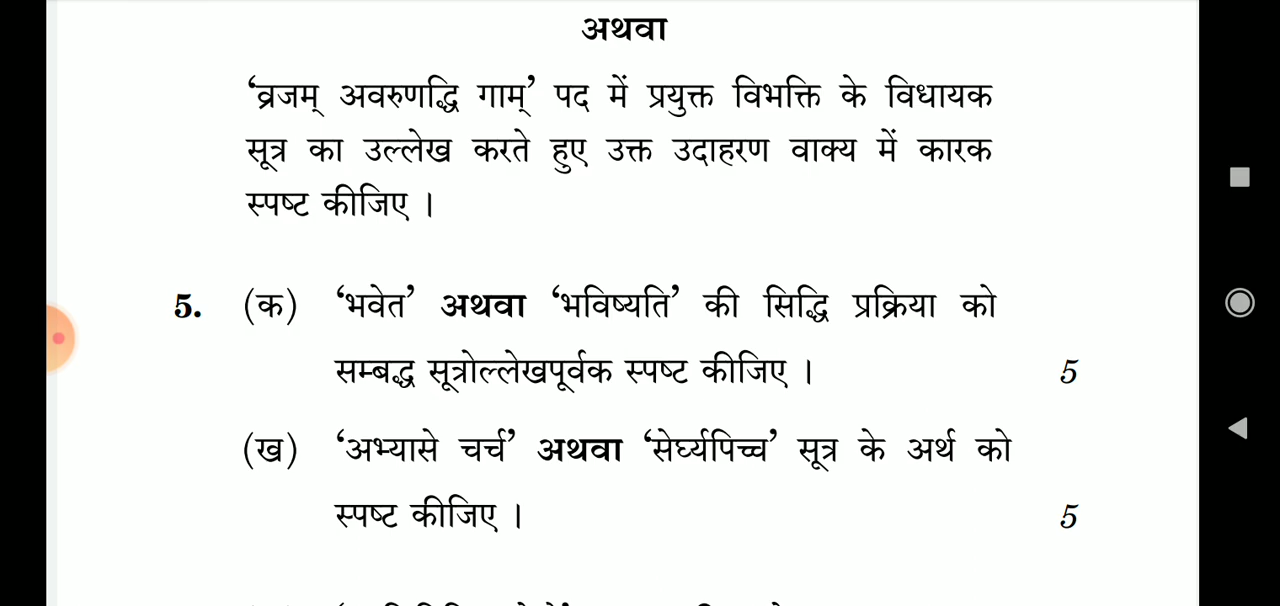 अथवा
‘व्रजम् अवरुणद्धि गाम्’ पद में प्रयुक्त विभक्ति के विधायक
सूत्र का उल्लेख करते हुए उक्त उदाहरण वाक्य में कारक
स्पष्ट कीजिए ।
5. (क) ‘भवेत’ अथवा ‘भविष्यति’ की सिद्धि प्रक्रिया को
सम्बद्ध सूत्रोल्लेखपूर्वक स्पष्ट कीजिए । 5
(ख) ‘अभ्यासे चर्च’ अथवा ‘सेर्घ्यपिच्च’ सूत्र के अर्थ को
स्पष्ट कीजिए । 5